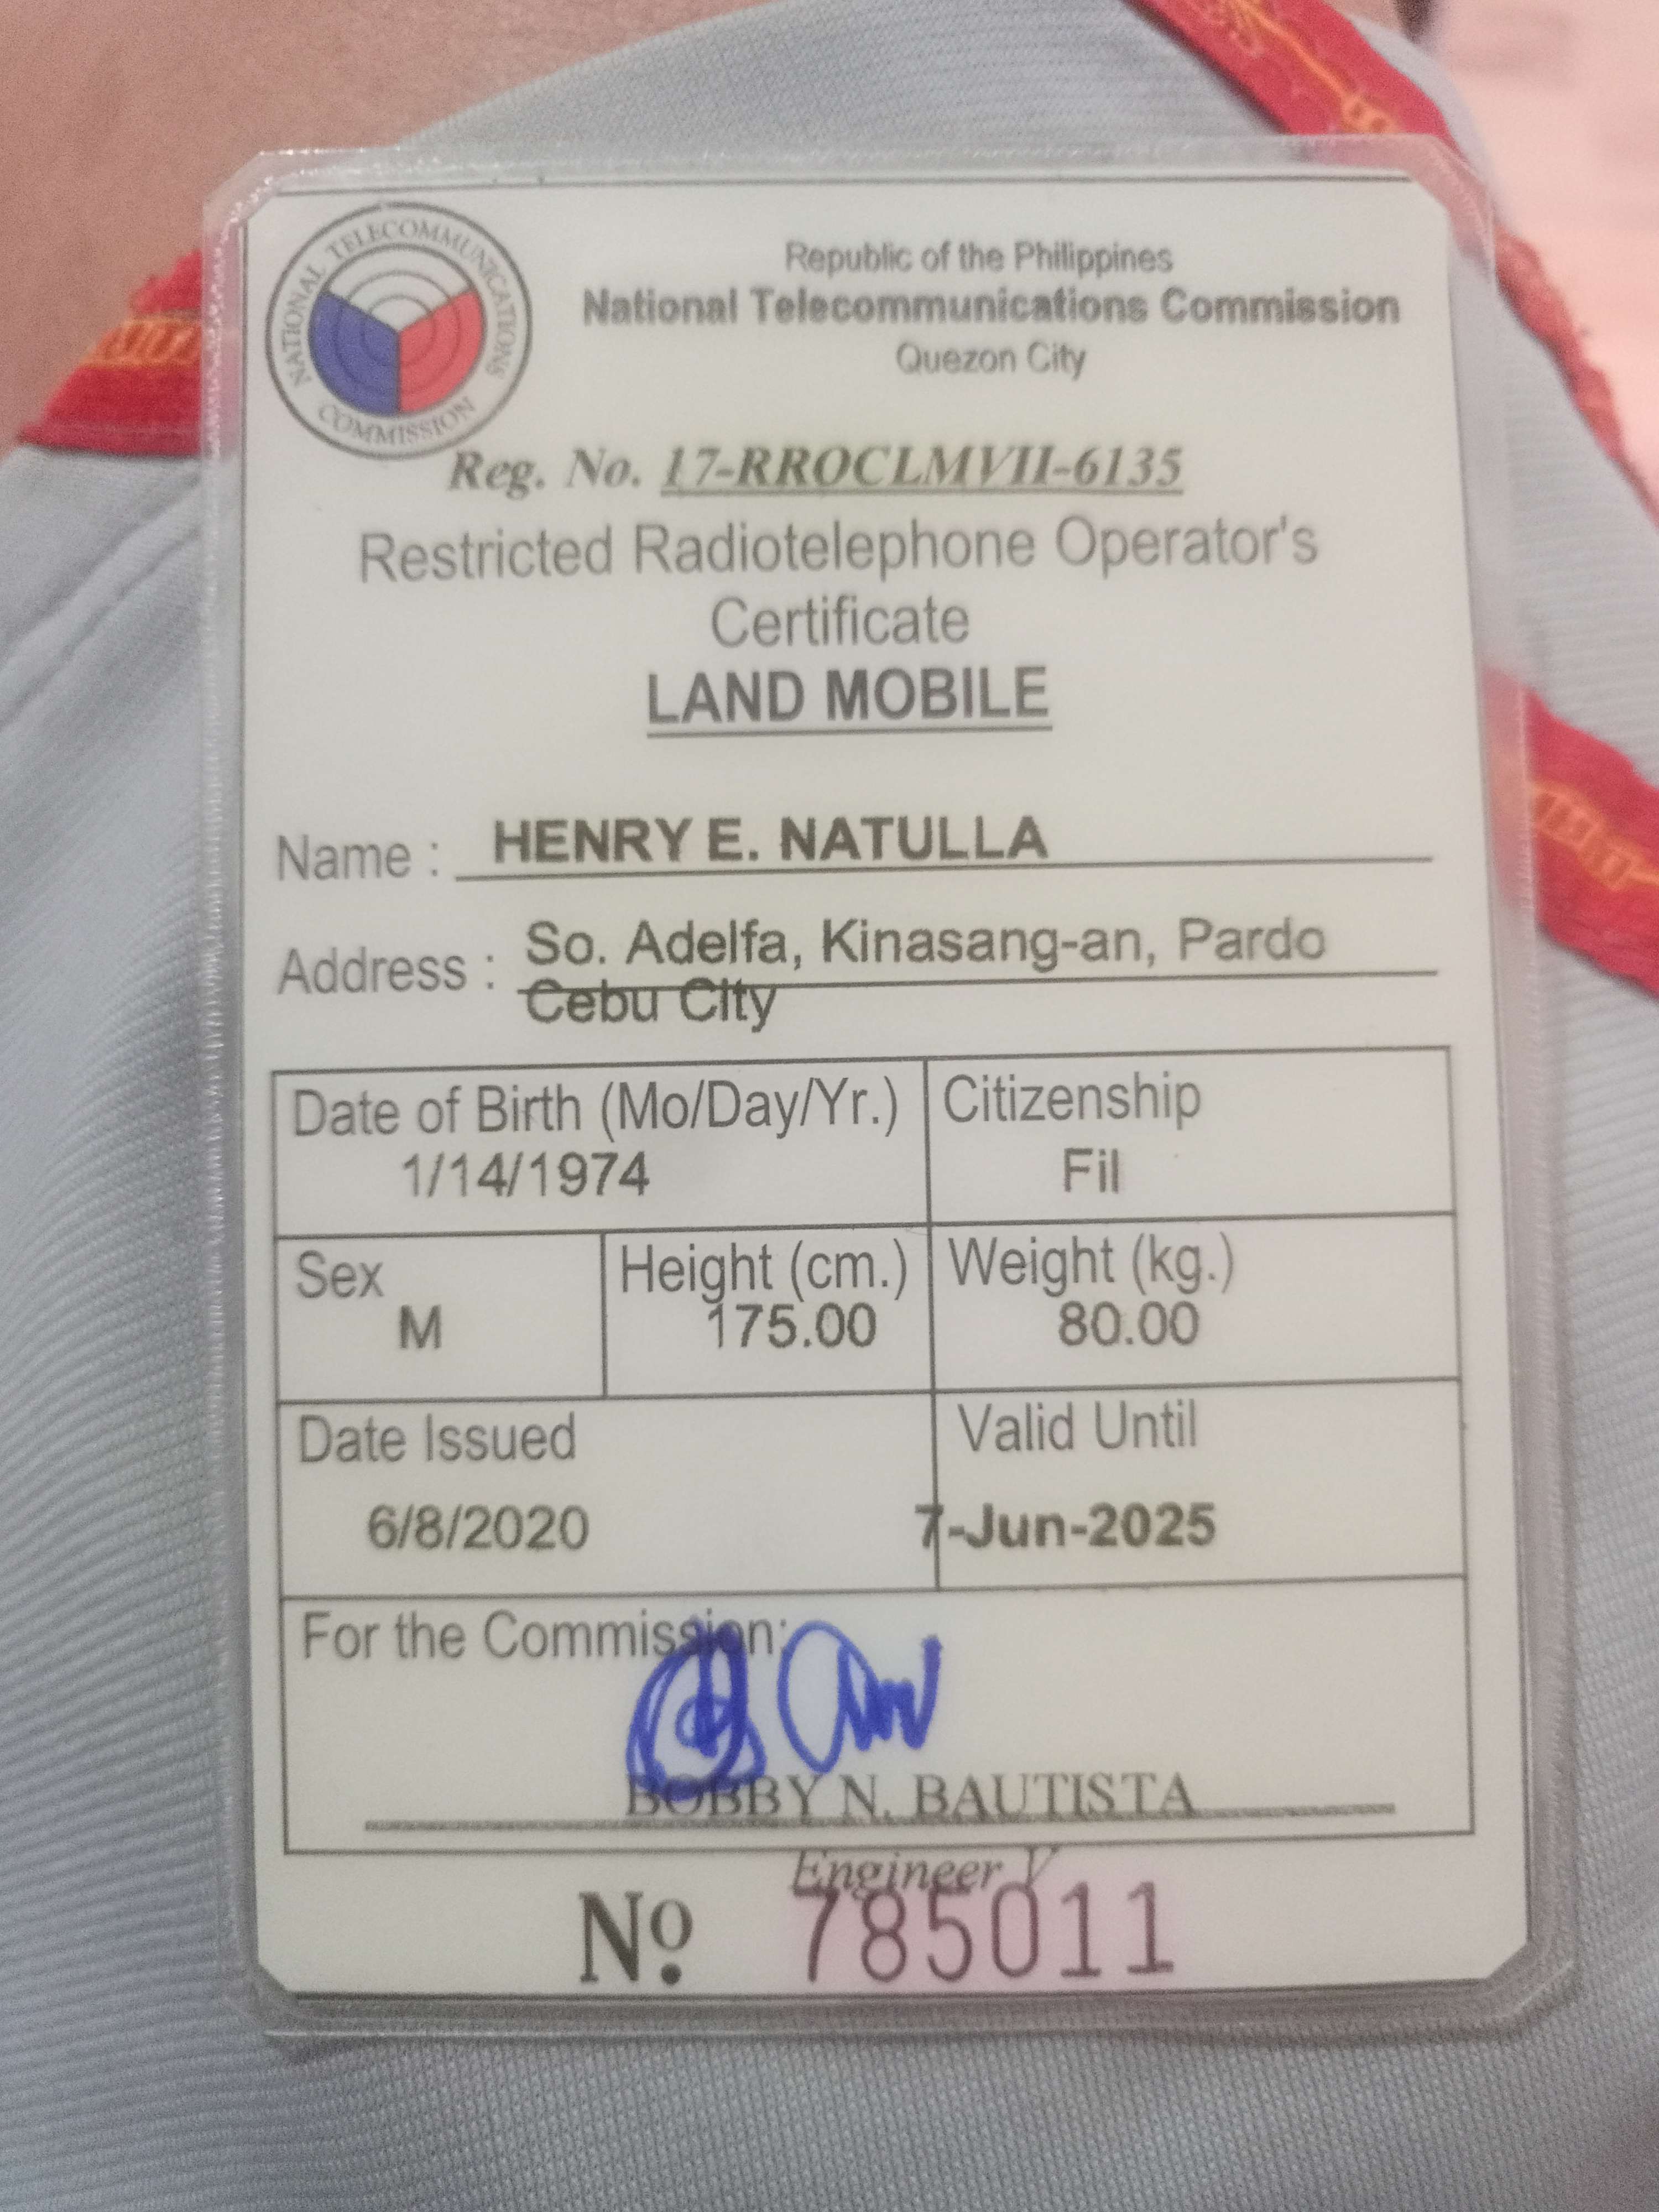 NATIONAL TELECOMMUNICATIONS COMMISSION
Republic of the Philippines
National Telecommunications Commission
Quezon City
Reg. No. 17-RROCLMVII-6135
Restricted Radiotelephone Operator's
Certificate
LAND MOBILE
Name : HENRY E. NATULLA
Address : So. Adelfa, Kinasang-an, Pardo
Cebu City
Date of Birth (Mo/Day/Yr.) Citizenship
1/14/1974 Fil
Sex Height (cm.) Weight (kg.)
M 175.00 80.00
Date Issued Valid Until
6/8/2020 7-Jun-2025
For the Commission:
BOBBY N. BAUTISTA
Engineer V
Nº 785011